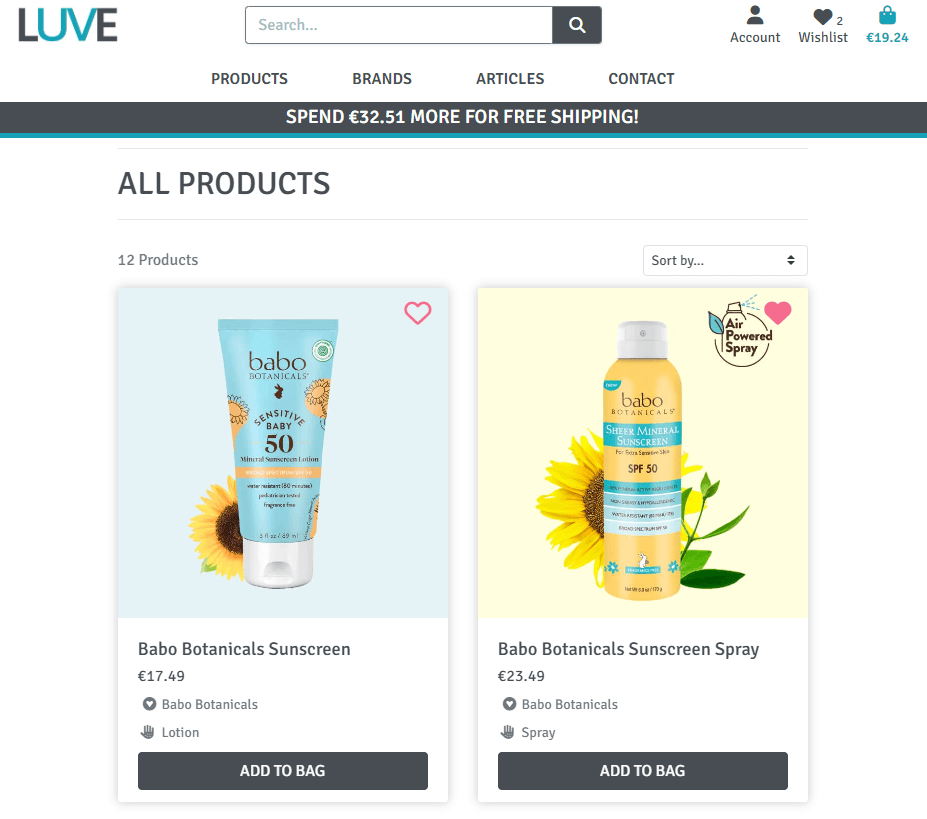 LUVE
Search...
2
Account
Wishlist
€19.24
PRODUCTS
BRANDS
ARTICLES
CONTACT
SPEND €32.51 MORE FOR FREE SHIPPING!
ALL PRODUCTS
12 Products
Sort by...
babo
BOTANICALS®
SENSITIVE
BABY
50
Mineral Sunscreen Lotion
water resistant (80 minutes)
pediatrician tested
fragrance free
3 fl oz / 89 ml
Air
Powered
Spray
babo
BOTANICALS®
SHEER MINERAL
SUNSCREEN
For Extra Sensitive Skin
SPF 50
Babo Botanicals Sunscreen
€17.49
Babo Botanicals
Lotion
ADD TO BAG
Babo Botanicals Sunscreen Spray
€23.49
Babo Botanicals
Spray
ADD TO BAG